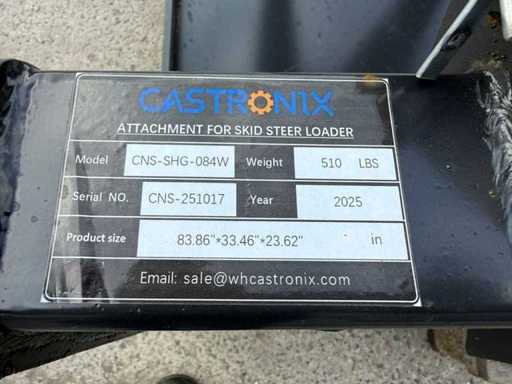 CASTRONIX
ATTACHMENT FOR SKID STEER LOADER
Model CNS-SHG-084W Weight 510 LBS
Serial NO. CNS-251017 Year 2025
Product size 83.86"*33.46"*23.62" in
Email: sale@whcastronix.com